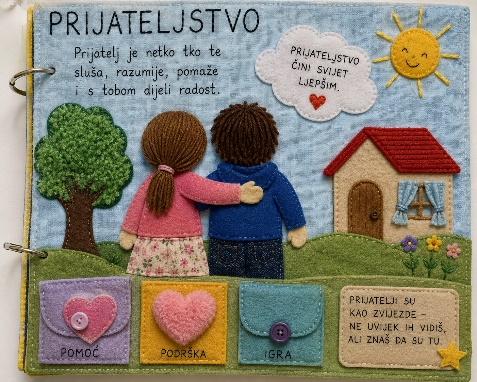 PRIJATELJSTVO
Prijatelj je netko tko te
sluša, razumije, pomaže
i s tobom dijeli radost.
PRIJATELJSTVO
ČINI SVIJET
LJEPŠIM.
POMOĆ
PODRŠKA
IGRA
PRIJATELJI SU
KAO ZVIJEZDE –
NE UVIJEK IH VIDIŠ,
ALI ZNAŠ DA SU TU.